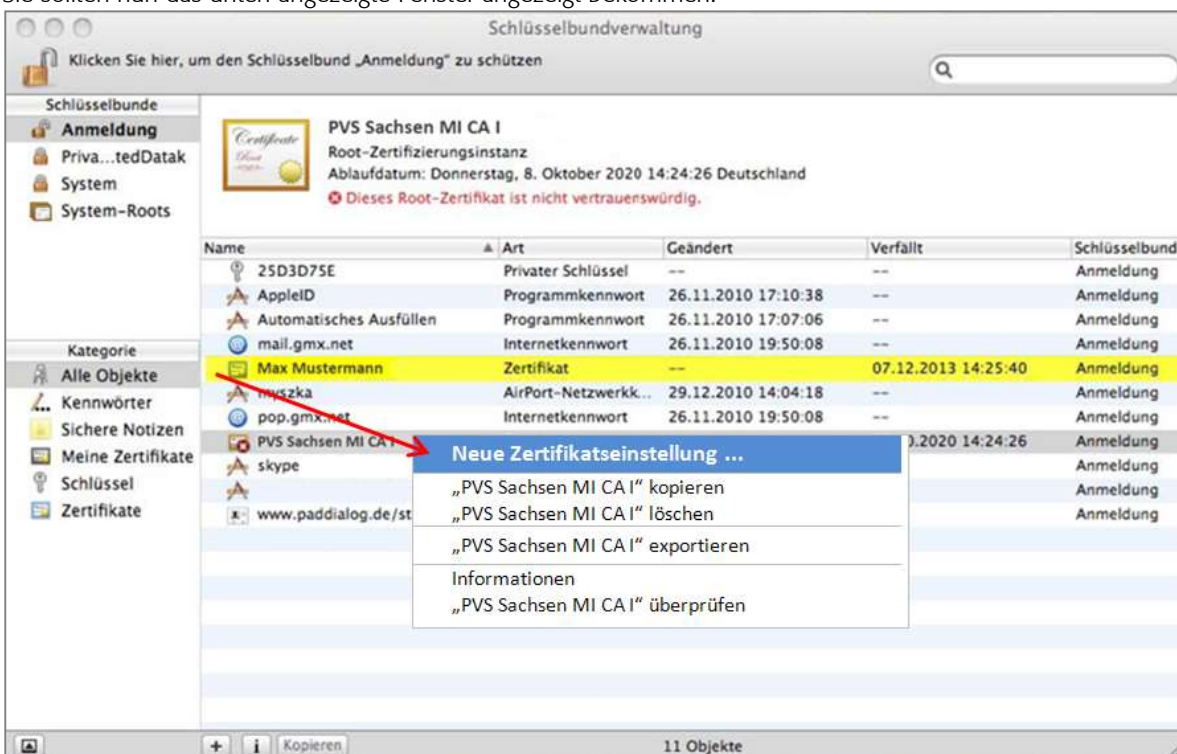 Sie sollten nun das unten angezeigte Fenster angezeigt bekommen:
Schlüsselbundverwaltung
Klicken Sie hier, um den Schlüsselbund „Anmeldung“ zu schützen
Schlüsselbunde
Anmeldung
Priva...tedDatak
System
System-Roots
Certificate
Root
PVS Sachsen MI CA I
Root-Zertifizierungsinstanz
Ablaufdatum: Donnerstag, 8. Oktober 2020 14:24:26 Deutschland
Dieses Root-Zertifikat ist nicht vertrauenswürdig.
Name Art Geändert Verfällt Schlüsselbund
25D3D75E Privater Schlüssel -- -- Anmeldung
AppleID Programmkennwort 26.11.2010 17:10:38 -- Anmeldung
Automatisches Ausfüllen Programmkennwort 26.11.2010 17:07:06 -- Anmeldung
mail.gmx.net Internetkennwort 26.11.2010 19:50:08 -- Anmeldung
Max Mustermann Zertifikat -- 07.12.2013 14:25:40 Anmeldung
myszka AirPort-Netzwerkk... 29.12.2010 14:04:18 -- Anmeldung
pop.gmx.net Internetkennwort 26.11.2010 19:50:08 -- Anmeldung
PVS Sachsen MI CA I 0.2020 14:24:26 Anmeldung
skype Anmeldung
Anmeldung
www.paddialog.de/st Anmeldung
Kategorie
Alle Objekte
Kennwörter
Sichere Notizen
Meine Zertifikate
Schlüssel
Zertifikate
Neue Zertifikatseinstellung ...
„PVS Sachsen MI CA I“ kopieren
„PVS Sachsen MI CA I“ löschen
„PVS Sachsen MI CA I“ exportieren
Informationen
„PVS Sachsen MI CA I“ überprüfen
+ i Kopieren 11 Objekte